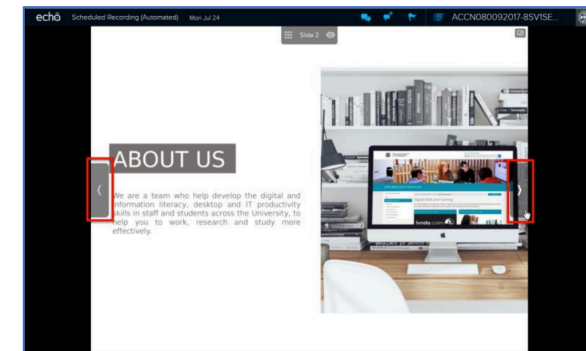 echo Scheduled Recording (Automated) Mon Jul 24 ACCN080092017-8SV1SE...
Slide 2
ABOUT US
We are a team who help develop the digital and
information literacy, desktop and IT productivity
skills in staff and students across the University, to
help you to work, research and study more
effectively.
Digital Skills and Training
lynda.com